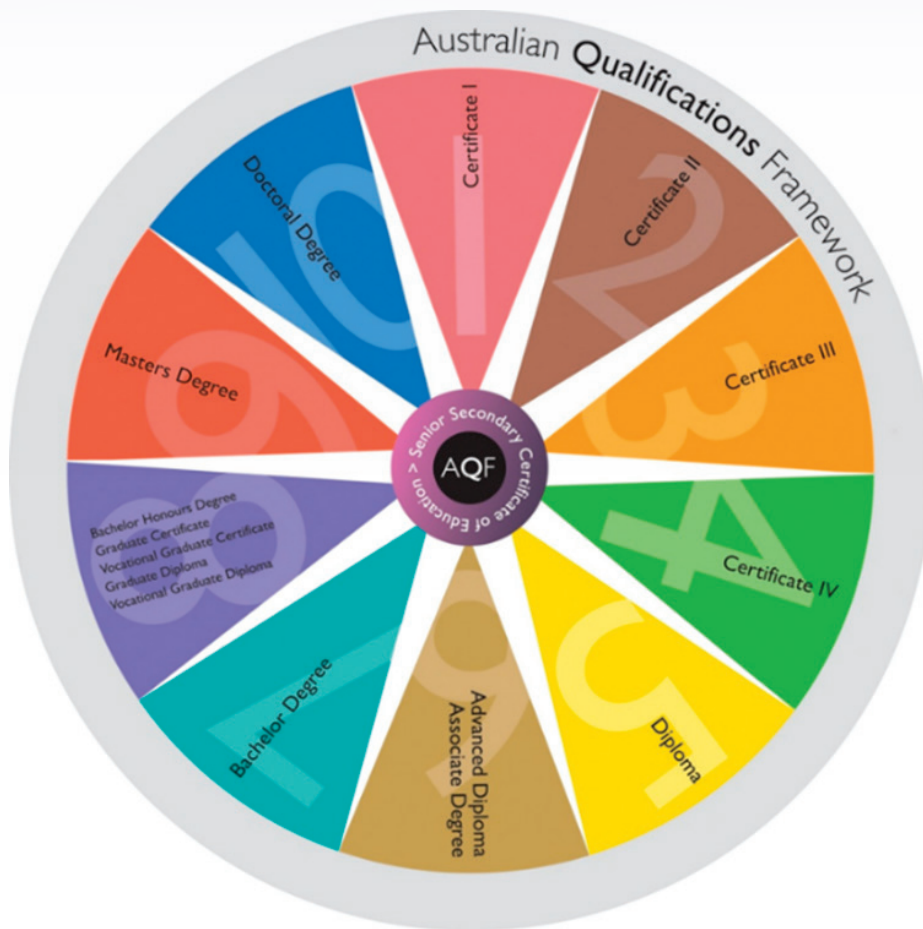 Australian Qualifications Framework
1
Certificate I
2
Certificate II
3
Certificate III
4
Certificate IV
5
Diploma
6
Advanced Diploma
Associate Degree
7
Bachelor Degree
8
Bachelor Honours Degree
Graduate Certificate
Vocational Graduate Certificate
Graduate Diploma
Vocational Graduate Diploma
9
Masters Degree
10
Doctoral Degree
Senior Secondary Certificate of Education >
AQF